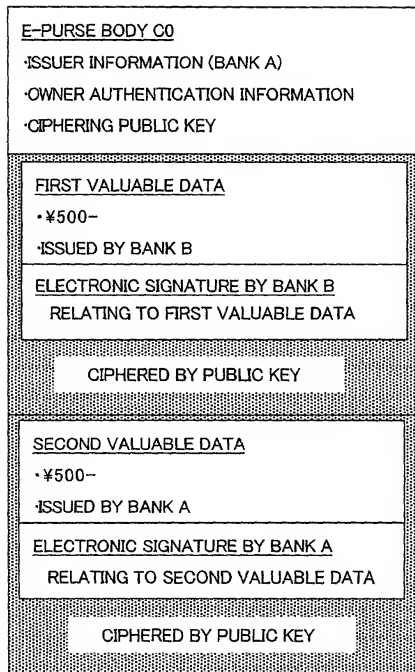 E-PURSE BODY C0
·ISSUER INFORMATION (BANK A)
·OWNER AUTHENTICATION INFORMATION
·CIPHERING PUBLIC KEY
FIRST VALUABLE DATA
·¥500-
·ISSUED BY BANK B
ELECTRONIC SIGNATURE BY BANK B
RELATING TO FIRST VALUABLE DATA
CIPHERED BY PUBLIC KEY
SECOND VALUABLE DATA
·¥500-
·ISSUED BY BANK A
ELECTRONIC SIGNATURE BY BANK A
RELATING TO SECOND VALUABLE DATA
CIPHERED BY PUBLIC KEY